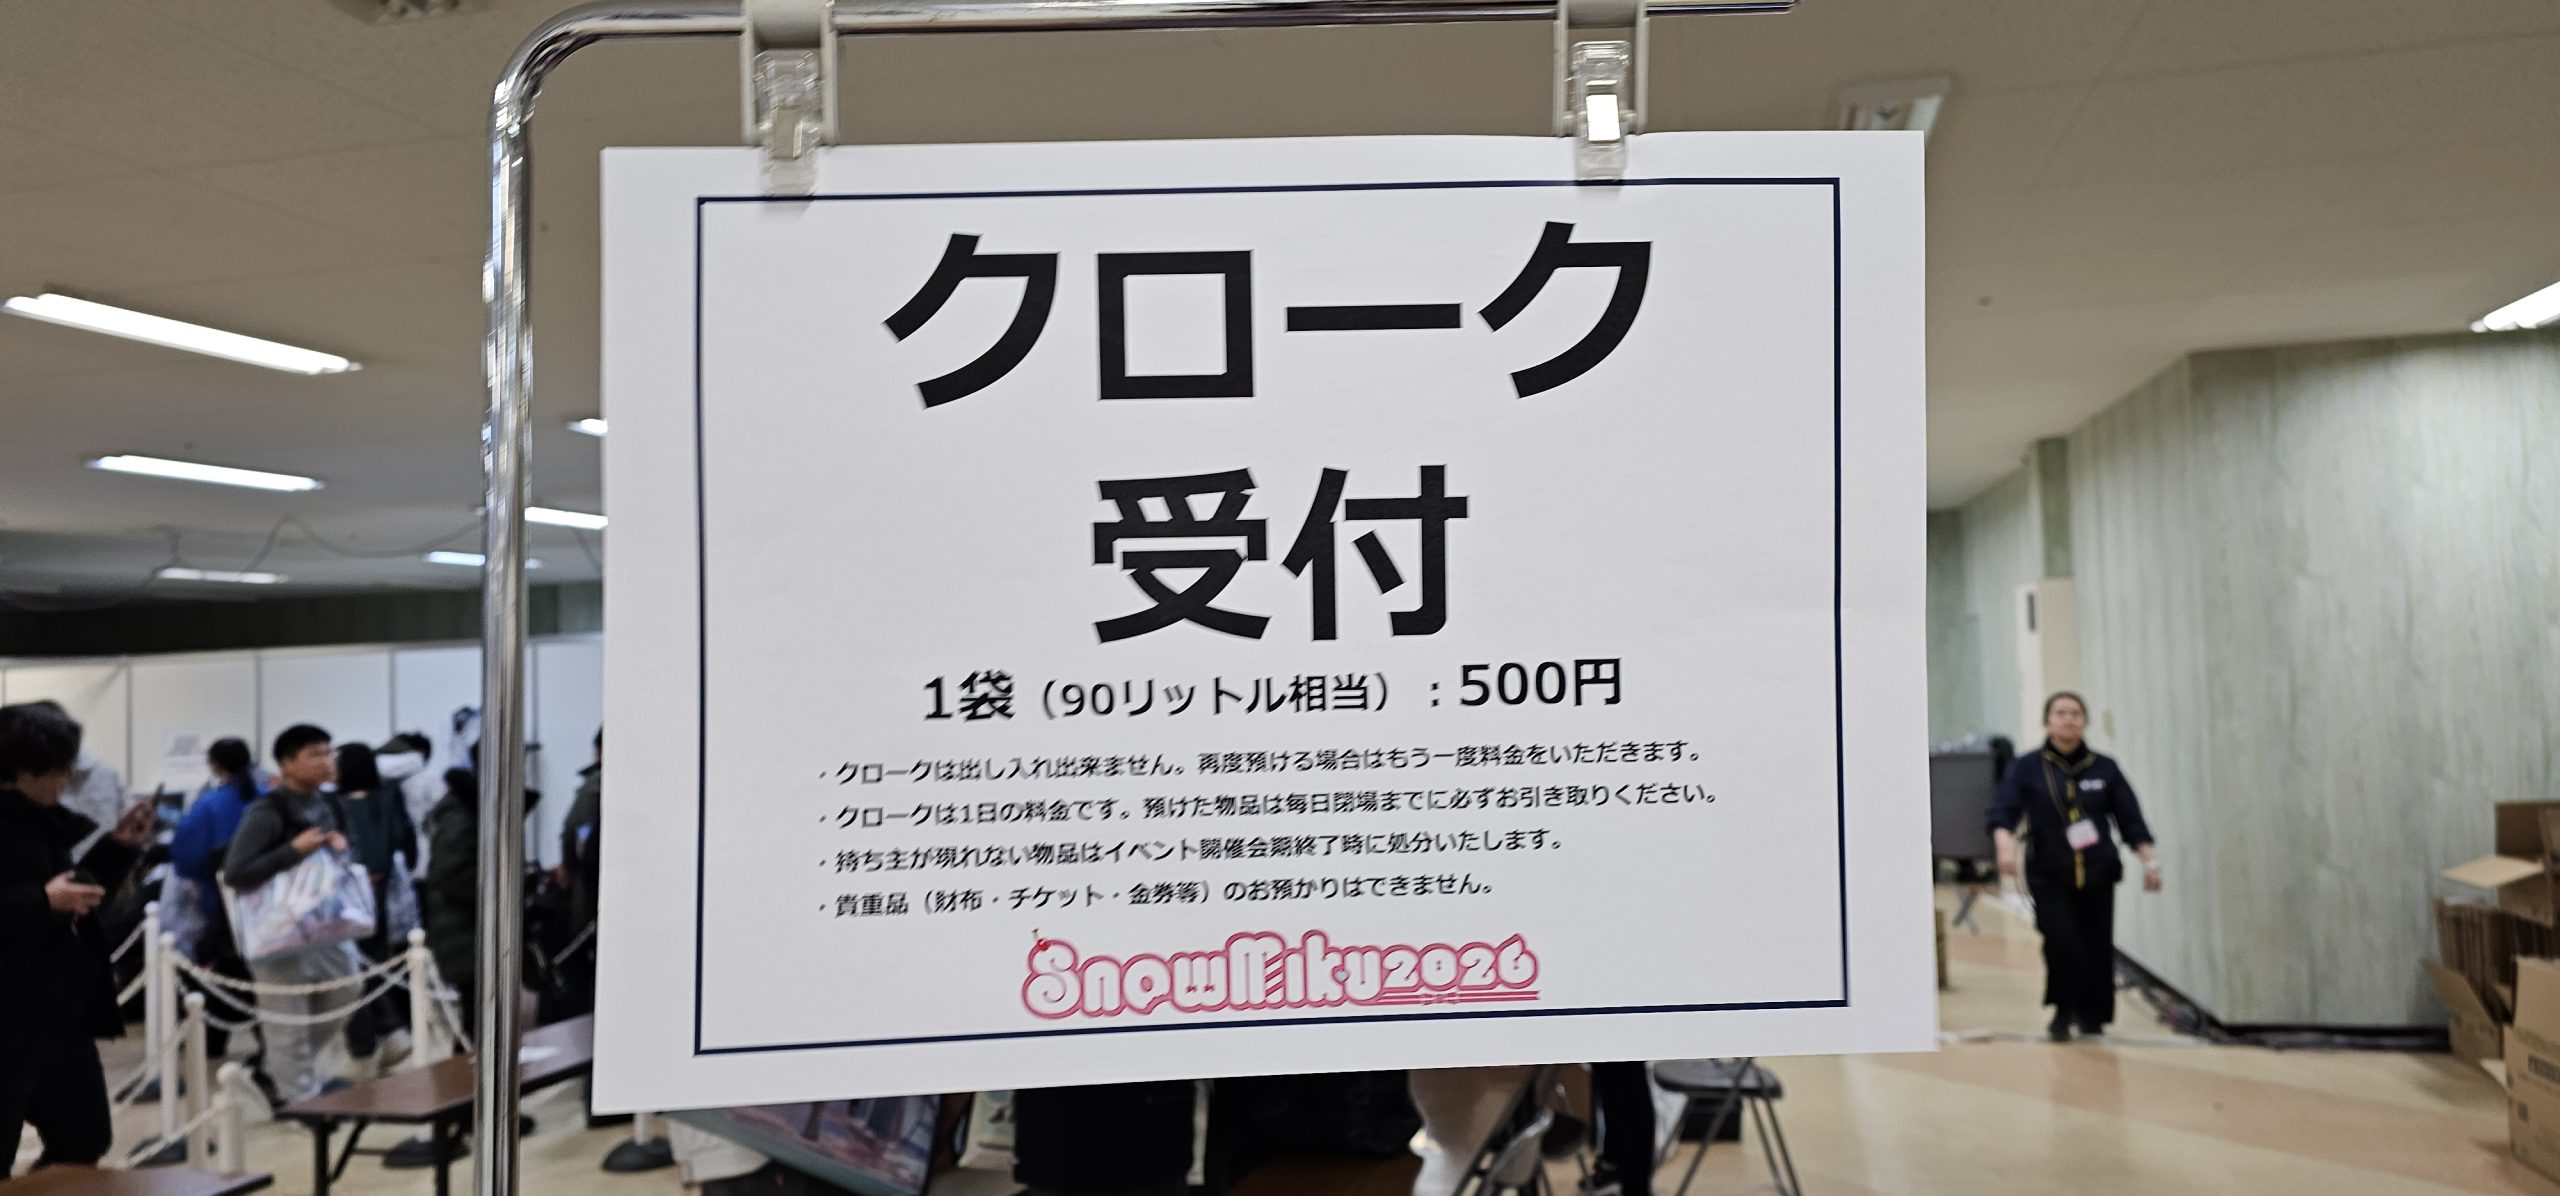 クローク
受付
1袋（90リットル相当）：500円
・クロークは出し入れ出来ません。再度預ける場合はもう一度料金をいただきます。
・クロークは1日の料金です。預けた物品は毎日閉場までに必ずお引き取りください。
・持ち主が現れない物品はイベント開催会期終了時に処分いたします。
・貴重品（財布・チケット・金券等）のお預かりはできません。
SnowMiku2026